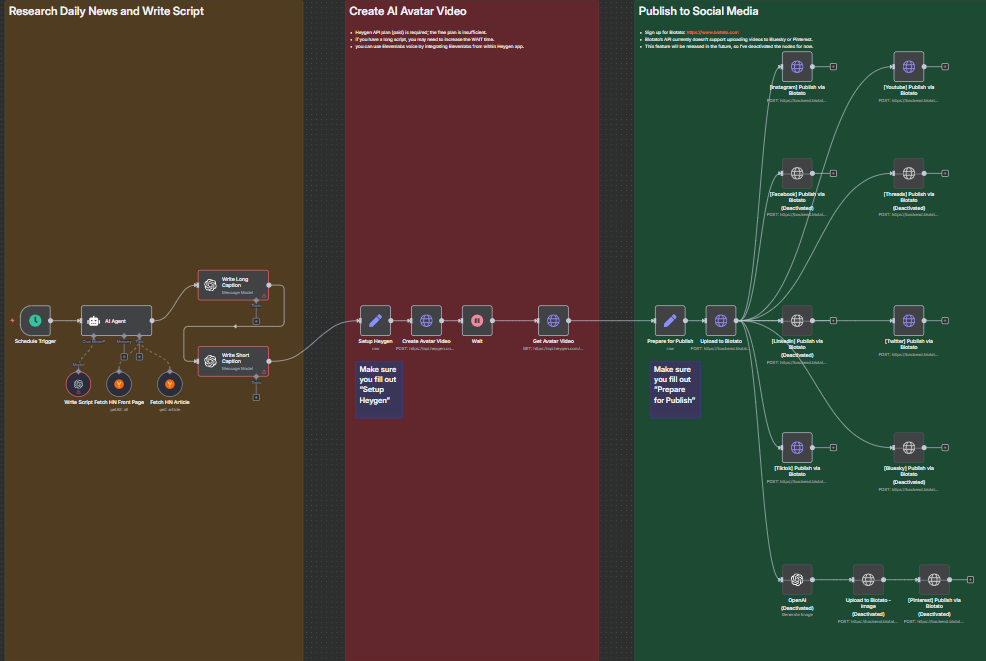 Research Daily News and Write Script
Create AI Avatar Video
Publish to Social Media
Heygen API plan (paid) is required; the free plan is insufficient.
If you have a long script, you may need to increase the WAIT time.
you can use Elevenlabs voice by integrating Elevenlabs from within Heygen app.
Sign up for Blotato: https://www.blotato.com
Blotato's API currently doesn't support uploading videos to Bluesky or Pinterest.
This feature will be released in the future, so I've deactivated the nodes for now.
[Instagram] Publish via
Blotato
POST: https://backend.blotat...
[Youtube] Publish via
Blotato
POST: https://backend.blotat...
[Facebook] Publish via
Blotato
(Deactivated)
POST: https://backend.blotat...
[Threads] Publish via
Blotato
(Deactivated)
POST: https://backend.blotat...
Write Long
Caption
Message Model
Tools
Schedule Trigger
AI Agent
Chat Model*
Memory
Tool
Model
Write Script
Fetch HN Front Page
getAll: all
Fetch HN Article
get: article
Write Short
Caption
Message Model
Tools
Setup Heygen
raw
Create Avatar Video
POST: https://api.heygen.co...
Wait
Get Avatar Video
GET: https://api.heygen.com/...
Make sure
you fill out
"Setup
Heygen"
Prepare for Publish
raw
Upload to Blotato
POST: https://backend.blotat...
Make sure
you fill out
"Prepare
for Publish"
[Linkedin] Publish via
Blotato
(Deactivated)
POST: https://backend.blotat...
[Twitter] Publish via
Blotato
POST: https://backend.blotat...
[Tiktok] Publish via
Blotato
POST: https://backend.blotat...
[Bluesky] Publish via
Blotato
(Deactivated)
POST: https://backend.blotat...
OpenAI
(Deactivated)
Generate Image
Upload to Blotato -
Image
(Deactivated)
POST: https://backend.blotat...
[Pinterest] Publish via
Blotato
(Deactivated)
POST: https://backend.blotat...